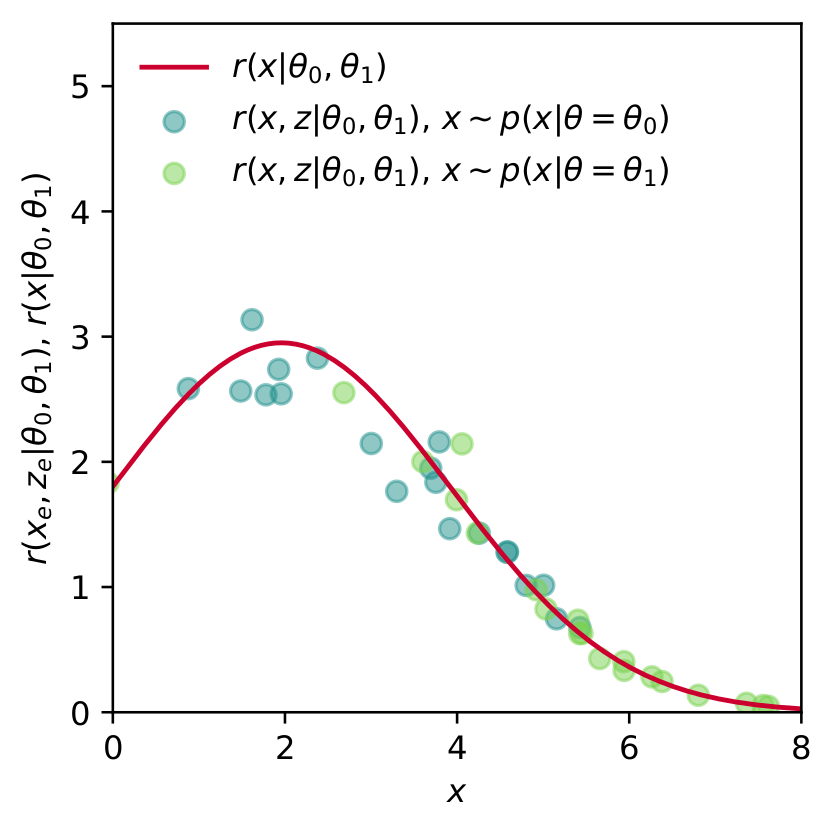 r(x|θ₀, θ₁)
r(x, z|θ₀, θ₁), x ~ p(x|θ = θ₀)
r(x, z|θ₀, θ₁), x ~ p(x|θ = θ₁)
r(xₑ, zₑ|θ₀, θ₁), r(x|θ₀, θ₁)
5
4
3
2
1
0
0 2 4 6 8
x